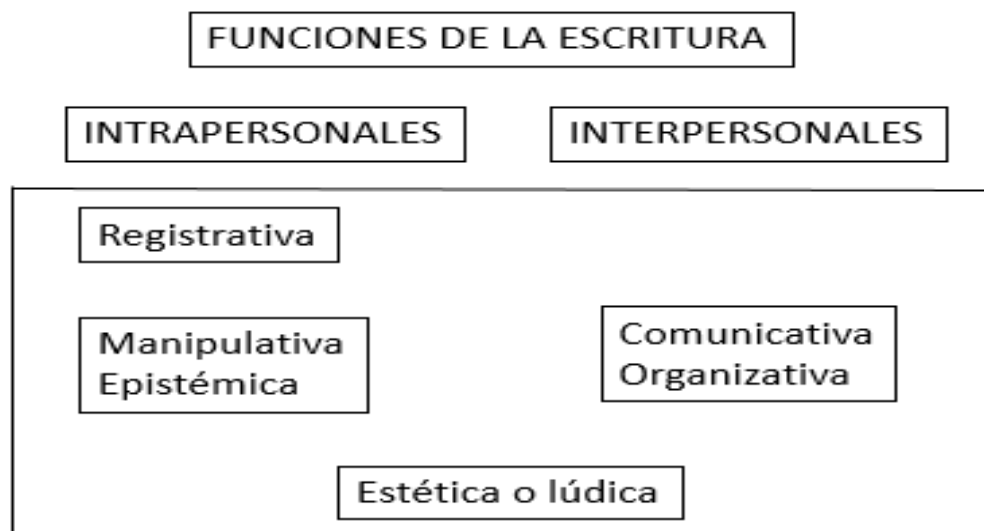 FUNCIONES DE LA ESCRITURA
INTRAPERSONALES
INTERPERSONALES
Registrativa
Manipulativa
Epistémica
Comunicativa
Organizativa
Estética o lúdica